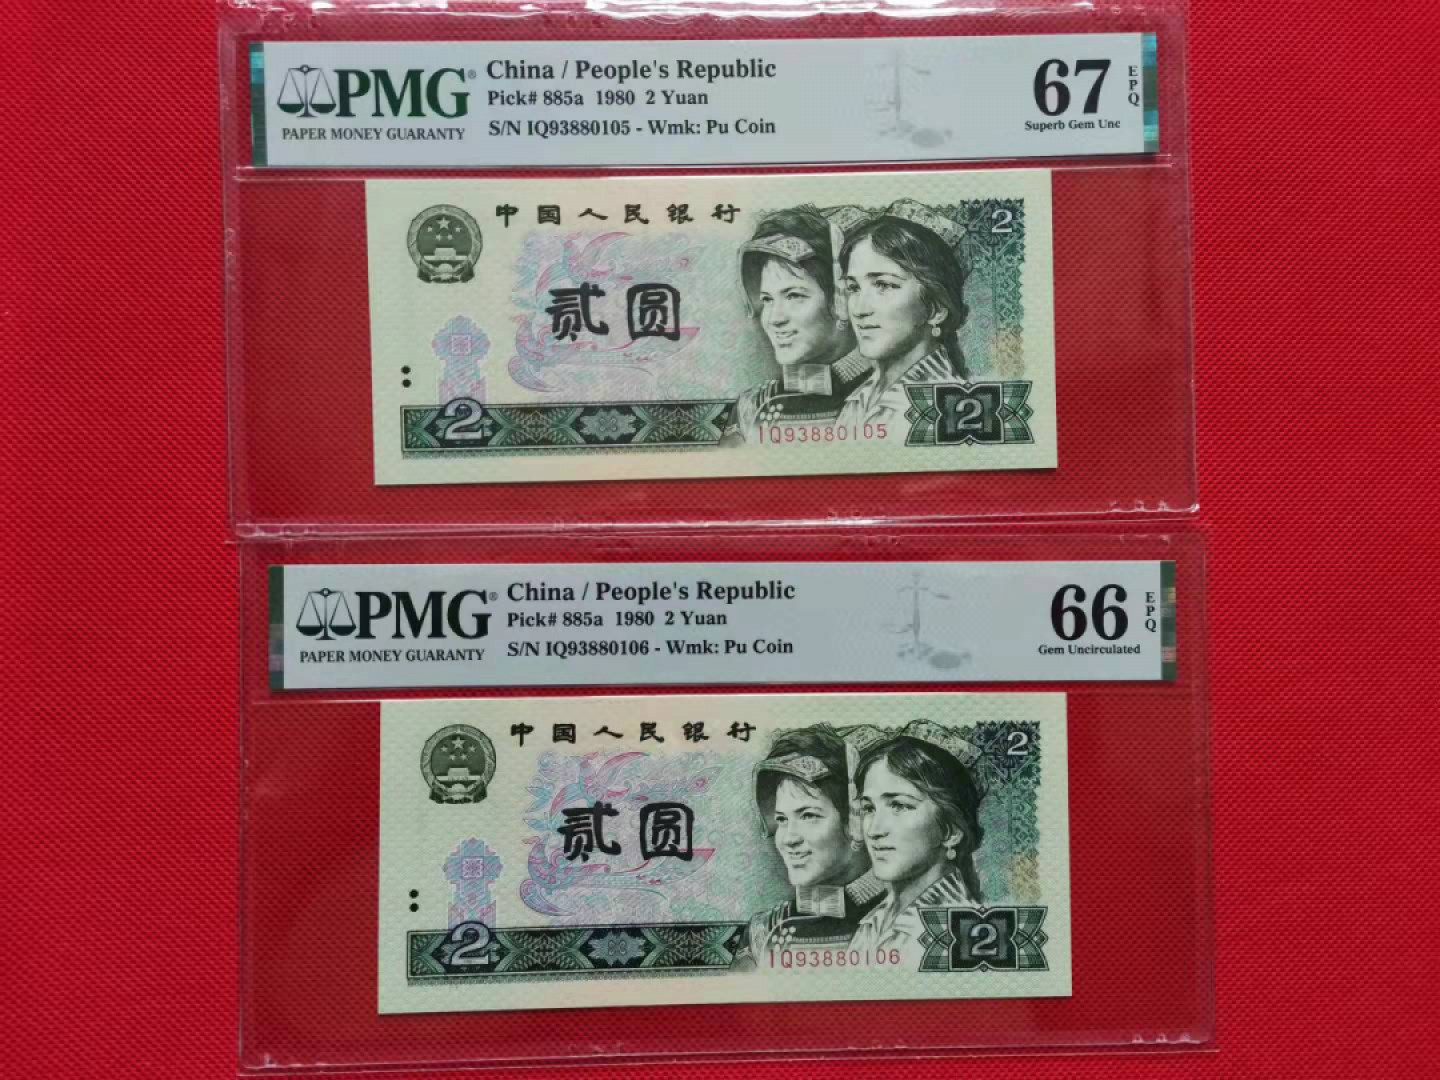 PMG®
PAPER MONEY GUARANTY
China / People's Republic
Pick# 885a 1980 2 Yuan
S/N IQ93880105 - Wmk: Pu Coin
67
EPQ
Superb Gem Unc
中国人民银行
2
贰圆
2
2
IQ93880105
PMG®
PAPER MONEY GUARANTY
China / People's Republic
Pick# 885a 1980 2 Yuan
S/N IQ93880106 - Wmk: Pu Coin
66
EPQ
Gem Uncirculated
中国人民银行
2
贰圆
2
2
IQ93880106